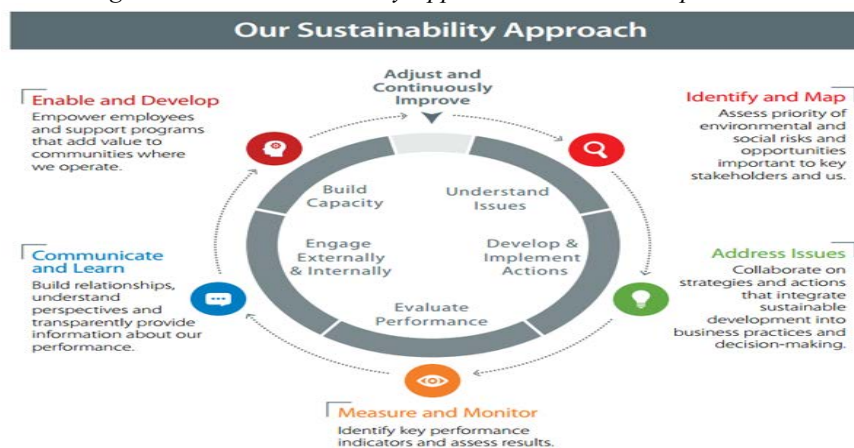 Our Sustainability Approach
Adjust and
Continuously
Improve
Enable and Develop
Empower employees
and support programs
that add value to
communities where
we operate.
Identify and Map
Assess priority of
environmental and
social risks and
opportunities
important to key
stakeholders and us.
Build
Capacity
Understand
Issues
Engage
Externally
& Internally
Develop &
Implement
Actions
Evaluate
Performance
Communicate
and Learn
Build relationships,
understand
perspectives and
transparently provide
information about our
performance.
Address Issues
Collaborate on
strategies and actions
that integrate
sustainable
development into
business practices and
decision-making.
Measure and Monitor
Identify key performance
indicators and assess results.